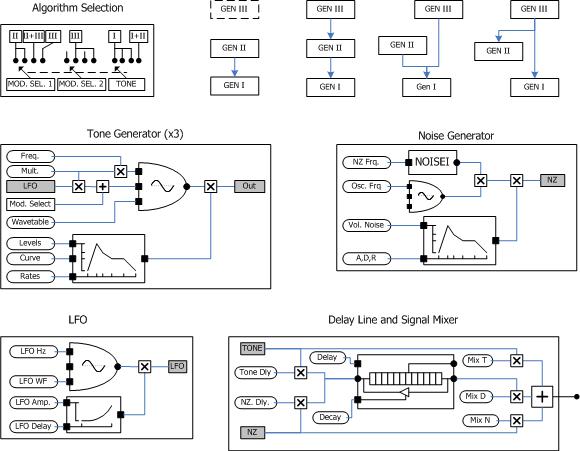 Algorithm Selection
II II+III III III I I+II
MOD. SEL. 1 MOD. SEL. 2 TONE
GEN III
GEN II
GEN I
GEN III
GEN II
GEN I
GEN III
GEN II
Gen I
GEN III
GEN II
GEN I
Tone Generator (x3)
Freq.
Mult.
LFO
Mod. Select
Wavetable
Levels
Curve
Rates
Out
Noise Generator
NZ Frq.
NOISEI
Osc. Frq
NZ
Vol. Noise
A,D,R
LFO
LFO Hz
LFO WF
LFO Amp.
LFO Delay
LFO
Delay Line and Signal Mixer
TONE
Tone Dly
NZ. Dly.
NZ
Delay
Decay
Mix T
Mix D
Mix N